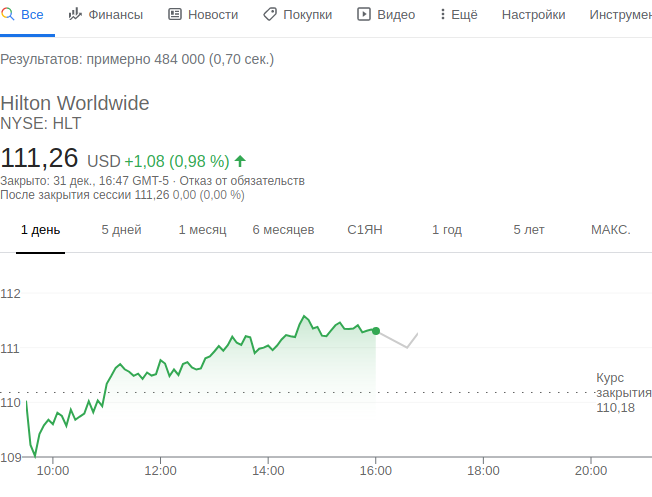 Все Финансы Новости Покупки Видео Ещё Настройки Инструмен
Результатов: примерно 484 000 (0,70 сек.)
Hilton Worldwide
NYSE: HLT
111,26 USD +1,08 (0,98 %)
Закрыто: 31 дек., 16:47 GMT-5 · Отказ от обязательств
После закрытия сессии 111,26 0,00 (0,00 %)
1 день 5 дней 1 месяц 6 месяцев С1ЯН 1 год 5 лет МАКС.
112
111
110
109
Курс
закрытия
110,18
10:00 12:00 14:00 16:00 18:00 20:00